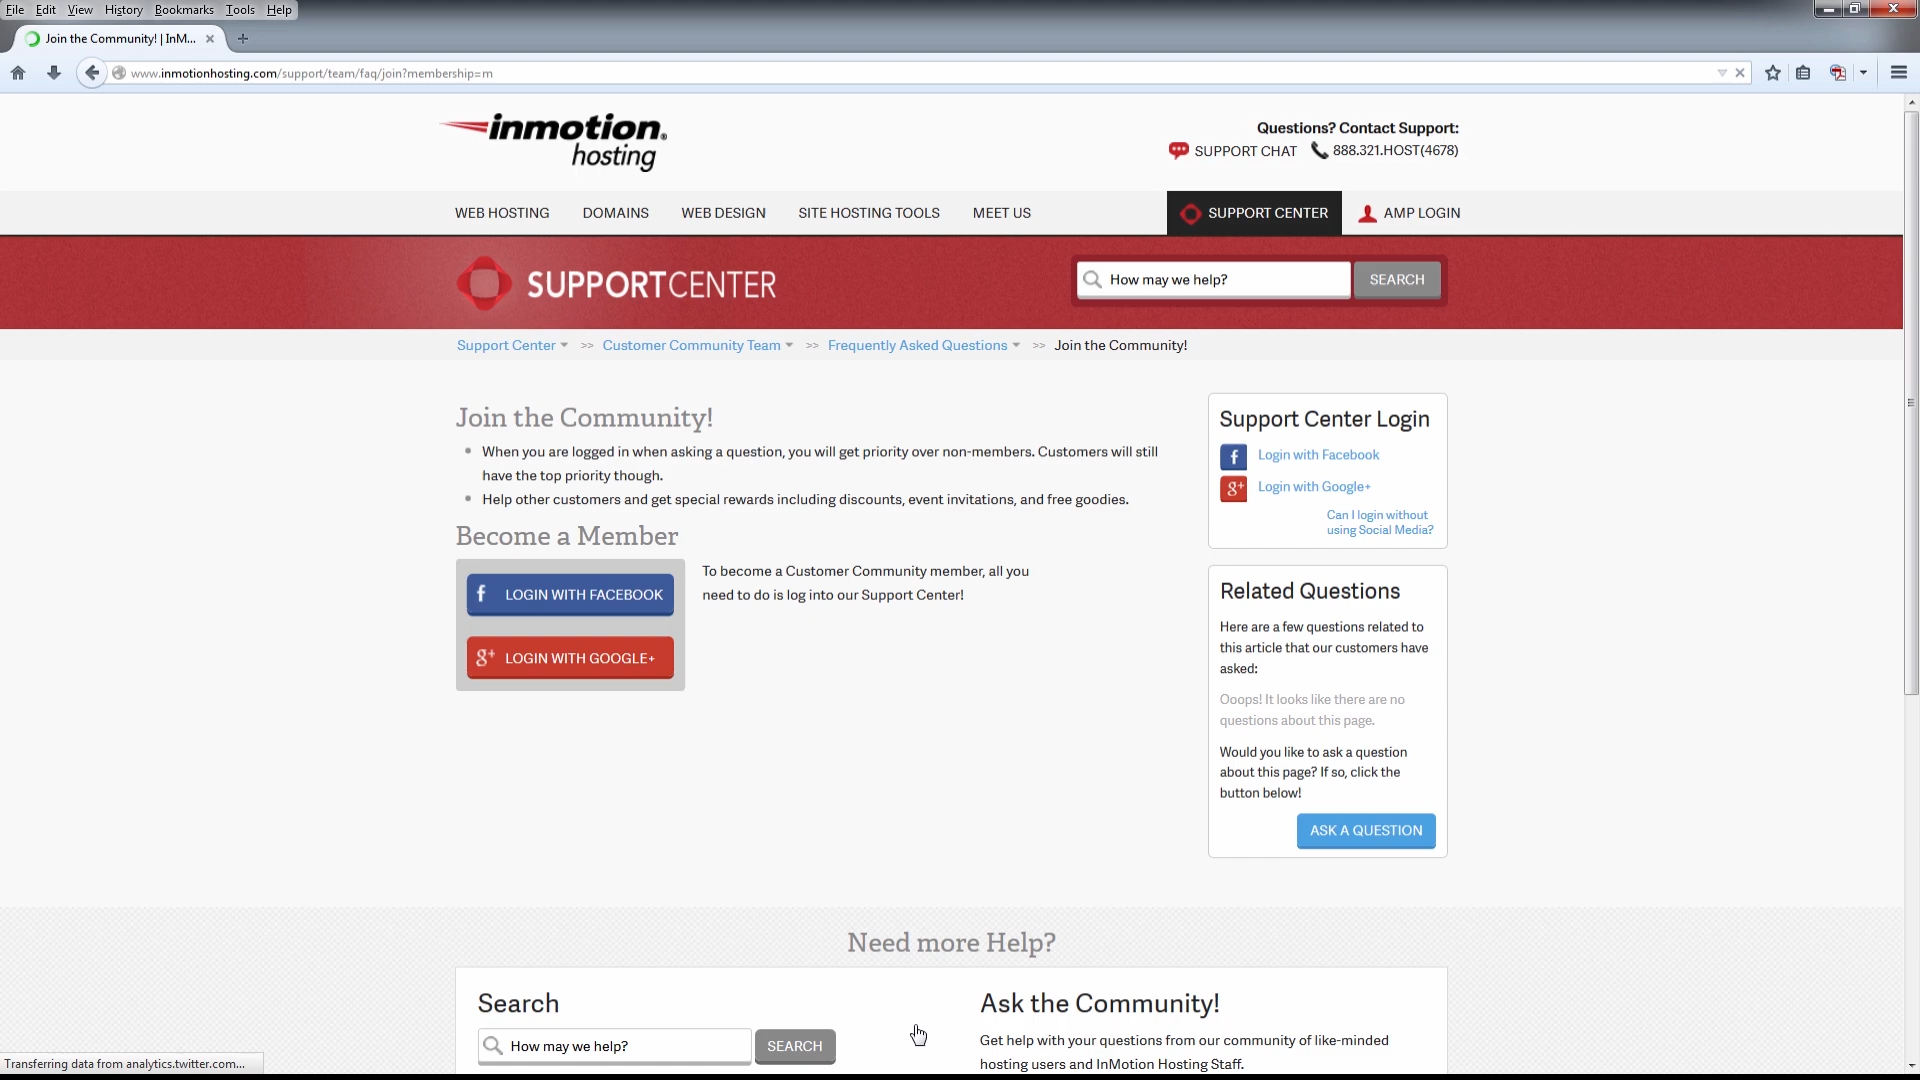 File Edit View History Bookmarks Tools Help
Join the Community! | InM...
www.inmotionhosting.com/support/team/faq/join?membership=m
inmotion®
hosting
Questions? Contact Support:
SUPPORT CHAT 888.321.HOST(4678)
WEB HOSTING DOMAINS WEB DESIGN SITE HOSTING TOOLS MEET US SUPPORT CENTER AMP LOGIN
SUPPORTCENTER
How may we help? SEARCH
Support Center >> Customer Community Team >> Frequently Asked Questions >> Join the Community!
Join the Community!
When you are logged in when asking a question, you will get priority over non-members. Customers will still
have the top priority though.
Help other customers and get special rewards including discounts, event invitations, and free goodies.
Become a Member
f LOGIN WITH FACEBOOK
g+ LOGIN WITH GOOGLE+
To become a Customer Community member, all you
need to do is log into our Support Center!
Support Center Login
f Login with Facebook
g+ Login with Google+
Can I login without
using Social Media?
Related Questions
Here are a few questions related to
this article that our customers have
asked:
Ooops! It looks like there are no
questions about this page.
Would you like to ask a question
about this page? If so, click the
button below!
ASK A QUESTION
Need more Help?
Search
How may we help? SEARCH
Ask the Community!
Get help with your questions from our community of like-minded
hosting users and InMotion Hosting Staff.
Transferring data from analytics.twitter.com...